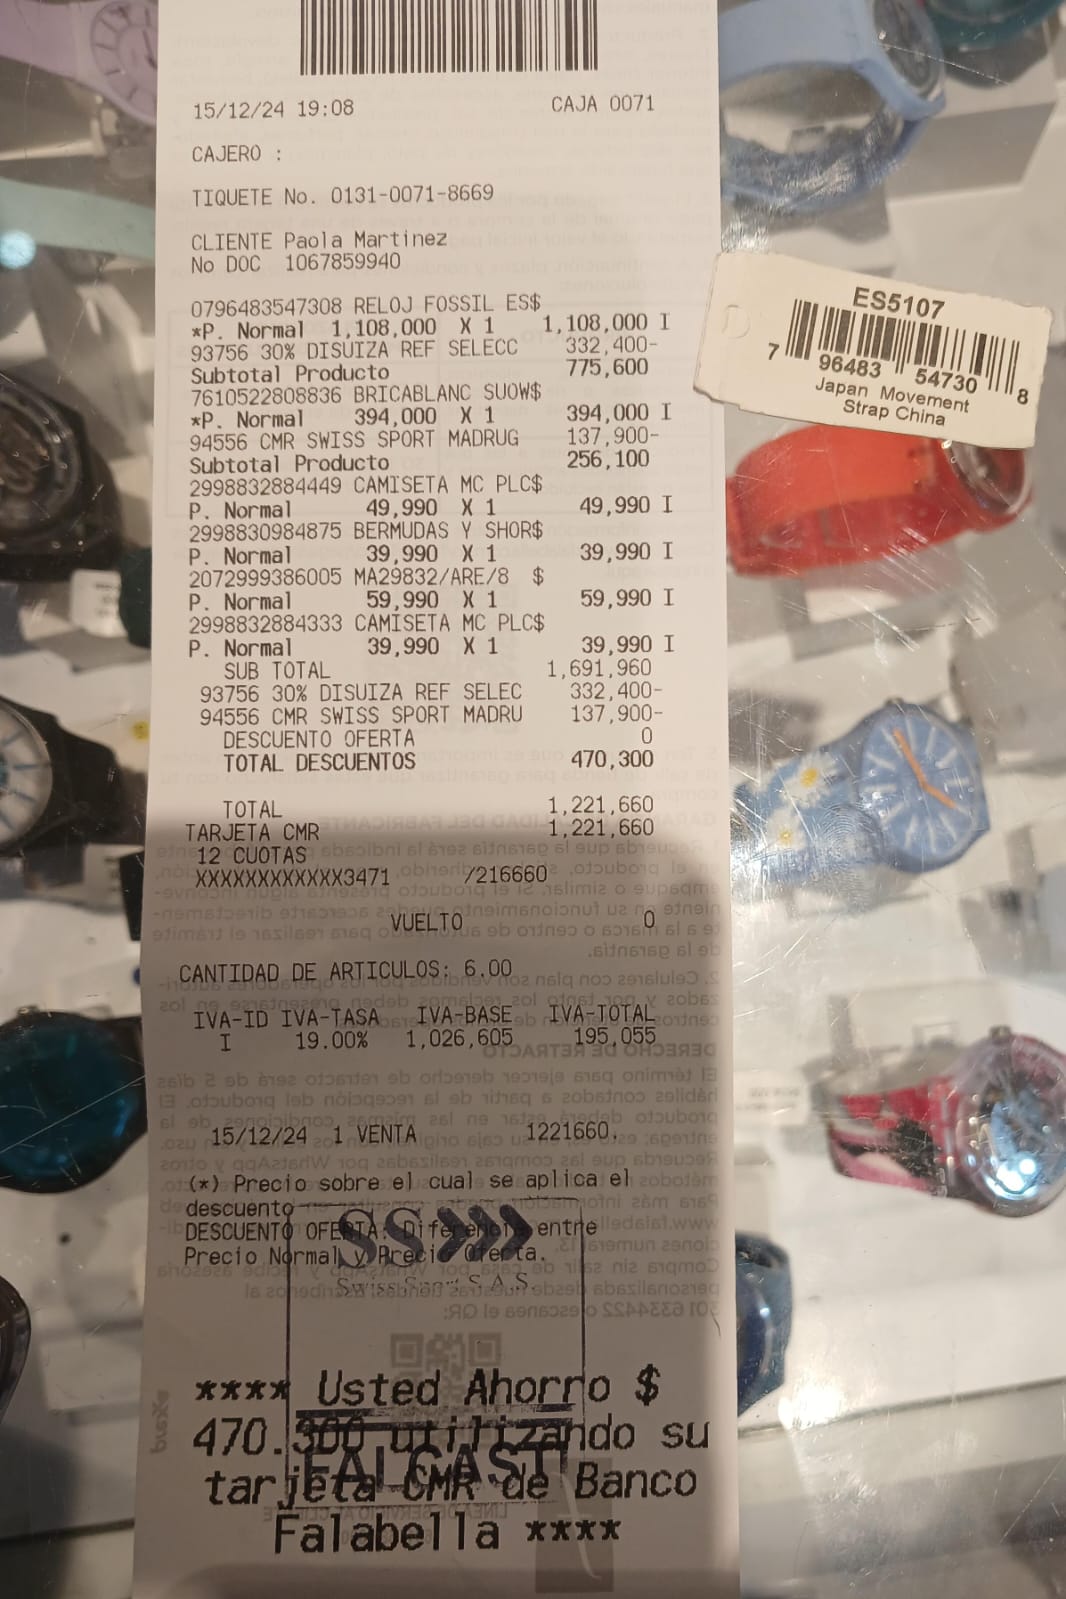 15/12/24 19:08 CAJA 0071
CAJERO :
TIQUETE No. 0131-0071-8669
CLIENTE Paola Martinez
No DOC 1067859940
0796483547308 RELOJ FOSSIL ES$
*P. Normal 1,108,000 X 1 1,108,000 I
93756 30% DISUIZA REF SELECC 332,400-
Subtotal Producto 775,600
7610522808836 BRICABLANC SUOW$
*P. Normal 394,000 X 1 394,000 I
94556 CMR SWISS SPORT MADRUG 137,900-
Subtotal Producto 256,100
2998832884449 CAMISETA MC PLC$
P. Normal 49,990 X 1 49,990 I
2998830984875 BERMUDAS Y SHOR$
P. Normal 39,990 X 1 39,990 I
2072999386005 MA29832/ARE/8 $
P. Normal 59,990 X 1 59,990 I
2998832884333 CAMISETA MC PLC$
P. Normal 39,990 X 1 39,990 I
SUB TOTAL 1,691,960
93756 30% DISUIZA REF SELEC 332,400-
94556 CMR SWISS SPORT MADRU 137,900-
DESCUENTO OFERTA 0
TOTAL DESCUENTOS 470,300
TOTAL 1,221,660
TARJETA CMR 1,221,660
12 CUOTAS
XXXXXXXXXXXX3471 /216660
VUELTO 0
CANTIDAD DE ARTICULOS: 6.00
IVA-ID IVA-TASA IVA-BASE IVA-TOTAL
I 19.00% 1,026,605 195,055
15/12/24 1 VENTA 1221660.
(*) Precio sobre el cual se aplica el
descuento
DESCUENTO OFERTA: Diferencia entre
Precio Normal y Precio Oferta.
SS
Swiss Sport S.A.S.
**** Usted Ahorro $
470.300 utilizando su
tarjeta CMR de Banco
Falabella ****
FALCAST
ES5107
7 96483 54730 8
Japan Movement
Strap China